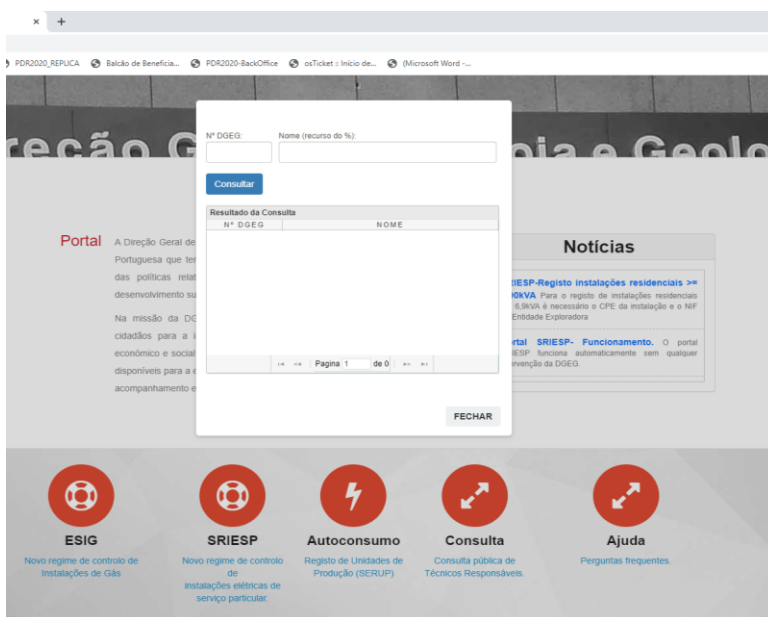 PDR2020_REPLICA Balcão de Beneficia... PDR2020-BackOffice osTicket :: Início de... (Microsoft Word -...
reção G
gia e Geolo
Nº DGEG: Nome (recurso do %):
Consultar
Resultado da Consulta
Nº DGEG NOME
Pagina 1 de 0
FECHAR
Portal
A Direção Geral de
Portuguesa que ter
das políticas relat
desenvolvimento su
Na missão da DG
cidadãos para a i
económico e social
disponíveis para a e
acompanhamento e
Notícias
RIESP-Registo instalações residenciais >=
00kVA Para o registo de instalações residenciais
6,9kVA é necessário o CPE da instalação e o NIF
Entidade Exploradora
rtal SRIESP- Funcionamento. O portal
IESP funciona automaticamente sem qualquer
ervenção da DGEG.
ESIG
Novo regime de controlo de
Instalações de Gás
SRIESP
Novo regime de controlo
de
instalações elétricas de
serviço particular.
Autoconsumo
Registo de Unidades de
Produção (SERUP)
Consulta
Consulta pública de
Técnicos Responsáveis.
Ajuda
Perguntas frequentes.